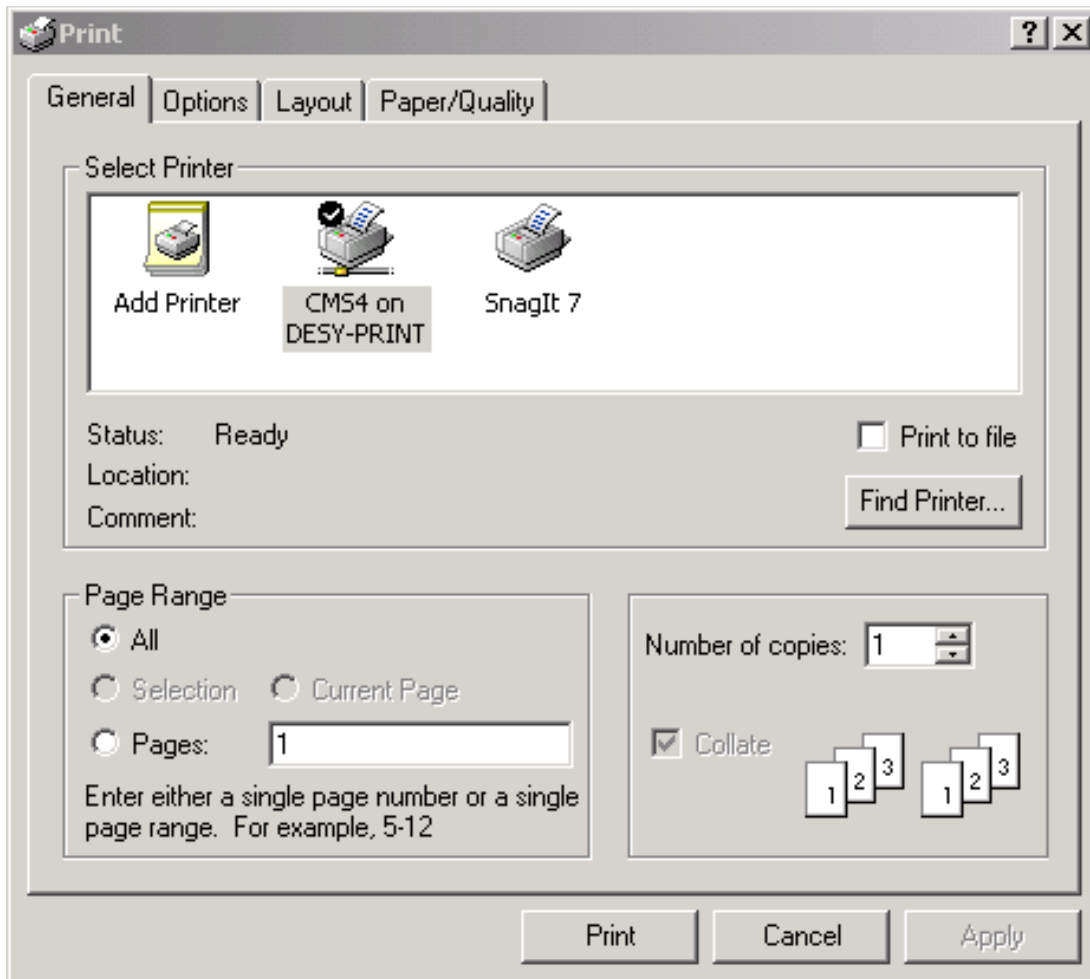 Print
General Options Layout Paper/Quality
Select Printer
Add Printer
CMS4 on
DESY-PRINT
SnagIt 7
Status: Ready
Location:
Comment:
Print to file
Find Printer...
Page Range
All
Selection Current Page
Pages: 1
Enter either a single page number or a single
page range. For example, 5-12
Number of copies: 1
Collate
1 2 3 1 2 3
Print Cancel Apply